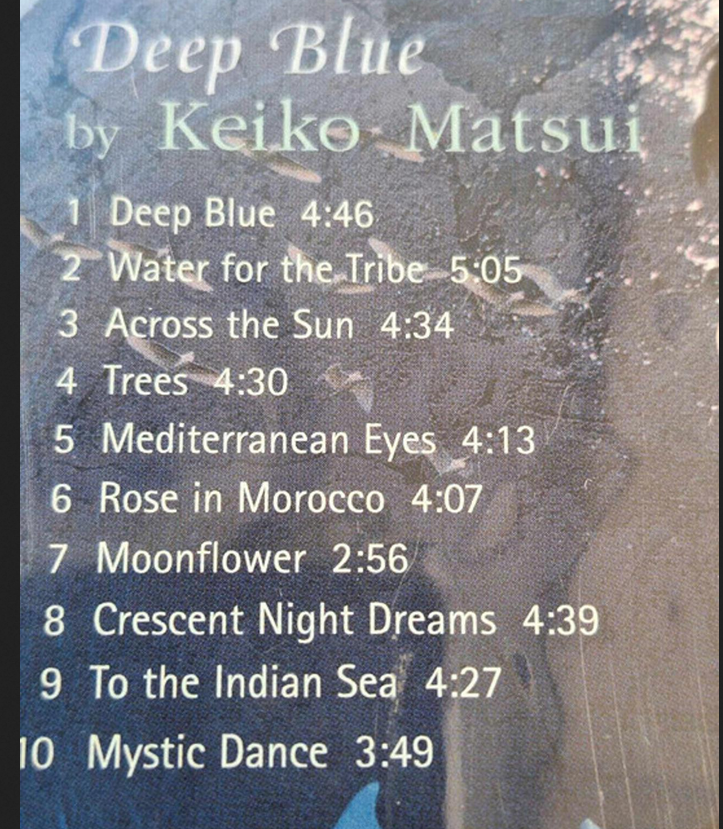 Deep Blue
by Keiko Matsui
1 Deep Blue 4:46
2 Water for the Tribe 5:05
3 Across the Sun 4:34
4 Trees 4:30
5 Mediterranean Eyes 4:13
6 Rose in Morocco 4:07
7 Moonflower 2:56
8 Crescent Night Dreams 4:39
9 To the Indian Sea 4:27
10 Mystic Dance 3:49